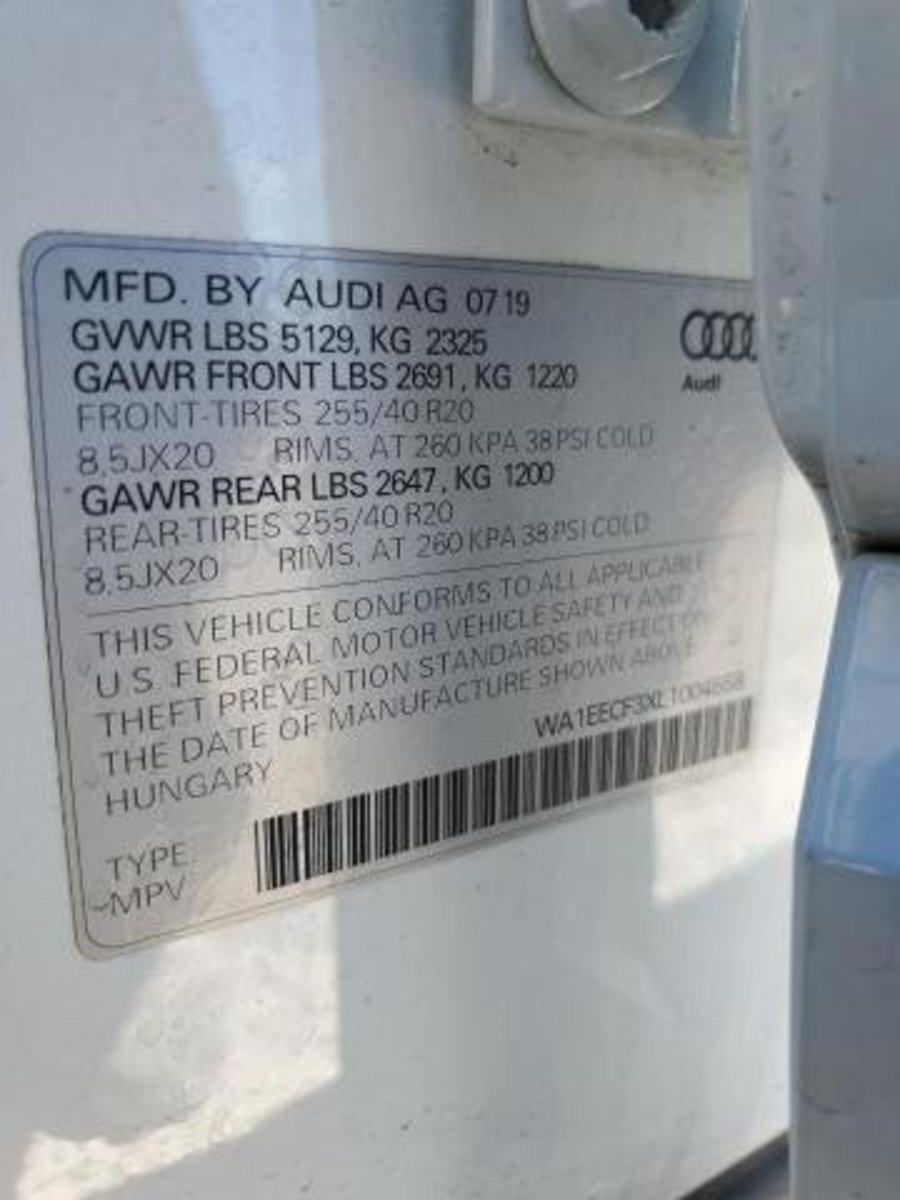 MFD. BY AUDI AG 07 19
GVWR LBS 5129, KG 2325
GAWR FRONT LBS 2691, KG 1220
Audi
FRONT-TIRES 255/40 R20
8,5JX20 RIMS, AT 260 KPA 38 PSI COLD
GAWR REAR LBS 2647, KG 1200
REAR-TIRES 255/40 R20
8,5JX20 RIMS, AT 260 KPA 38 PSI COLD
THIS VEHICLE CONFORMS TO ALL APPLICABLE
U S FEDERAL MOTOR VEHICLE SAFETY AND
THEFT PREVENTION STANDARDS IN EFFECT ON
THE DATE OF MANUFACTURE SHOWN ABOVE
HUNGARY
TYPE
MPV